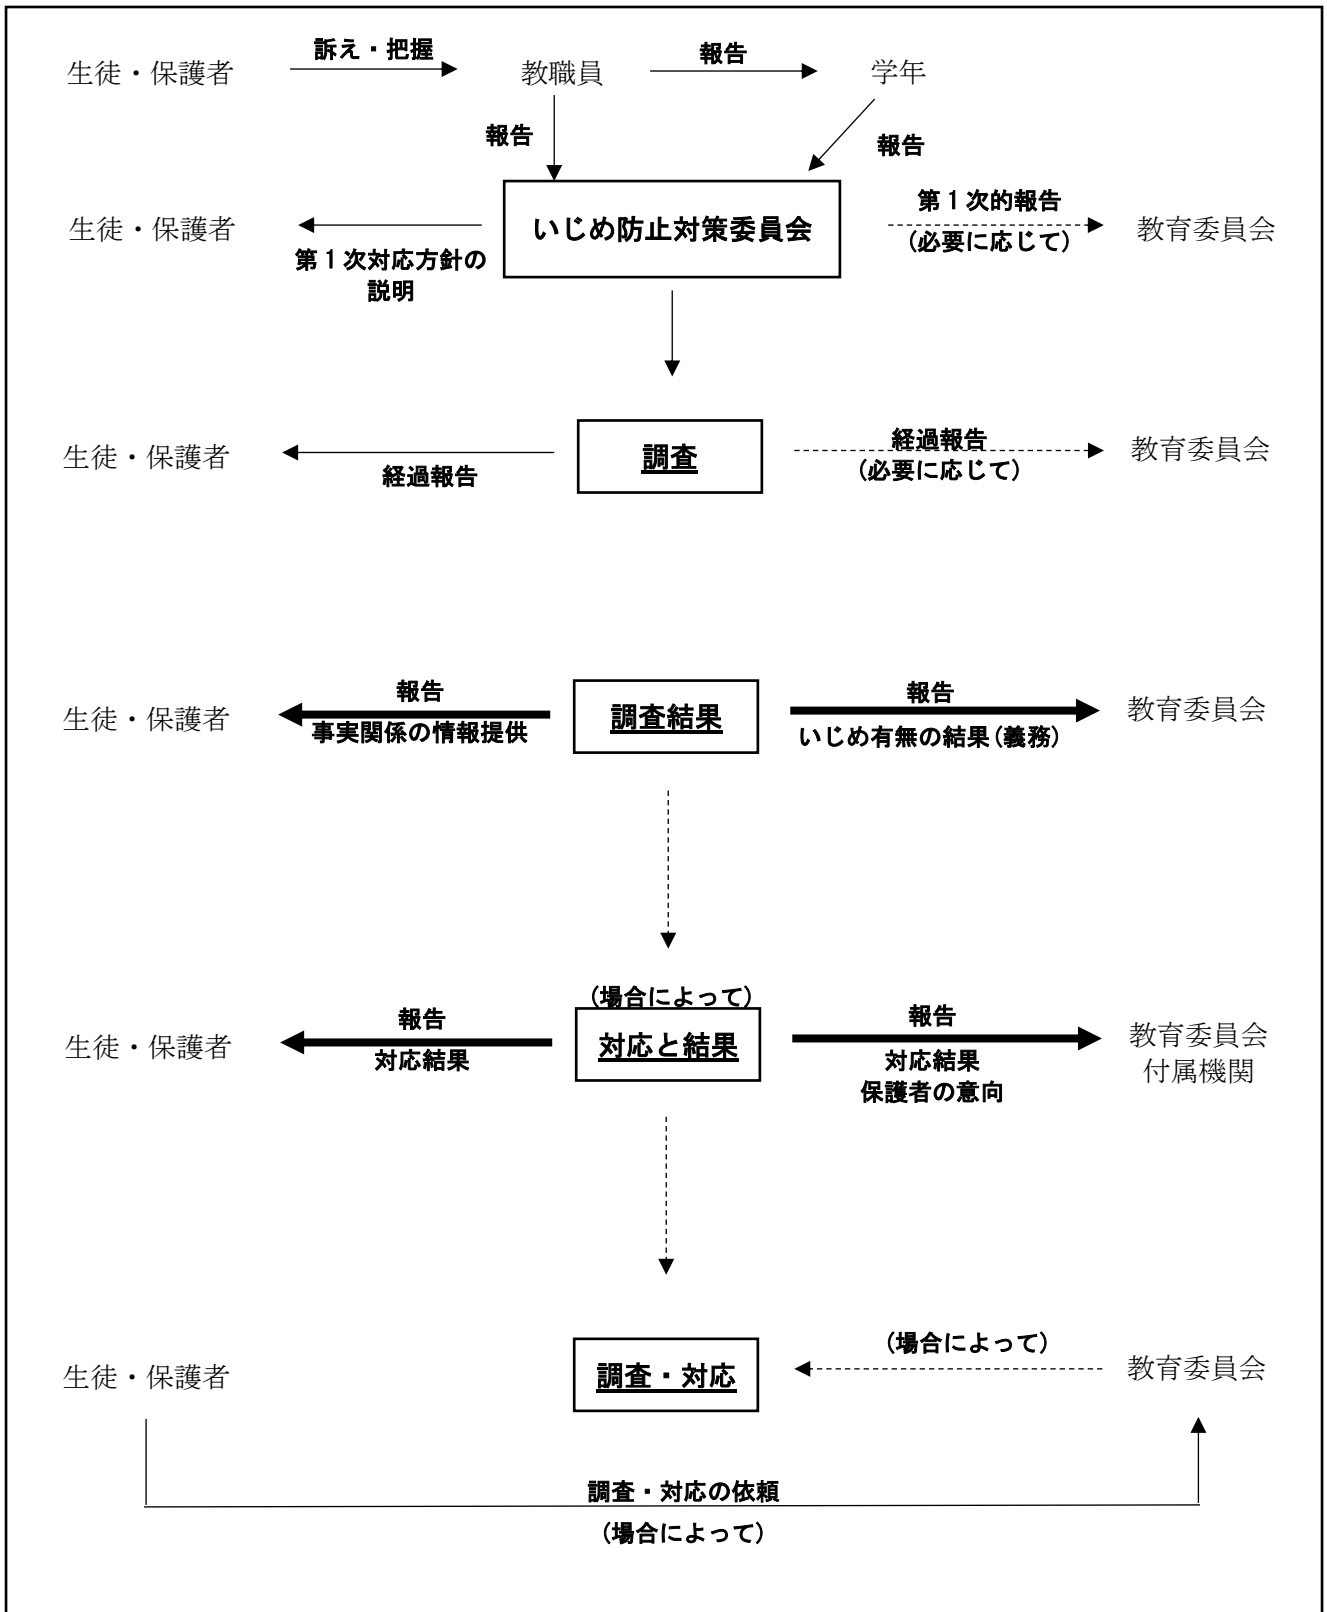 訴え・把握
生徒・保護者
教職員
報告
学年
報告
報告
生徒・保護者
第1次対応方針の
説明
いじめ防止対策委員会
第1次的報告
(必要に応じて)
教育委員会
生徒・保護者
経過報告
調査
経過報告
(必要に応じて)
教育委員会
生徒・保護者
報告
事実関係の情報提供
調査結果
報告
いじめ有無の結果(義務)
教育委員会
(場合によって)
生徒・保護者
報告
対応結果
対応と結果
報告
対応結果
保護者の意向
教育委員会
付属機関
生徒・保護者
調査・対応
(場合によって)
教育委員会
調査・対応の依頼
(場合によって)